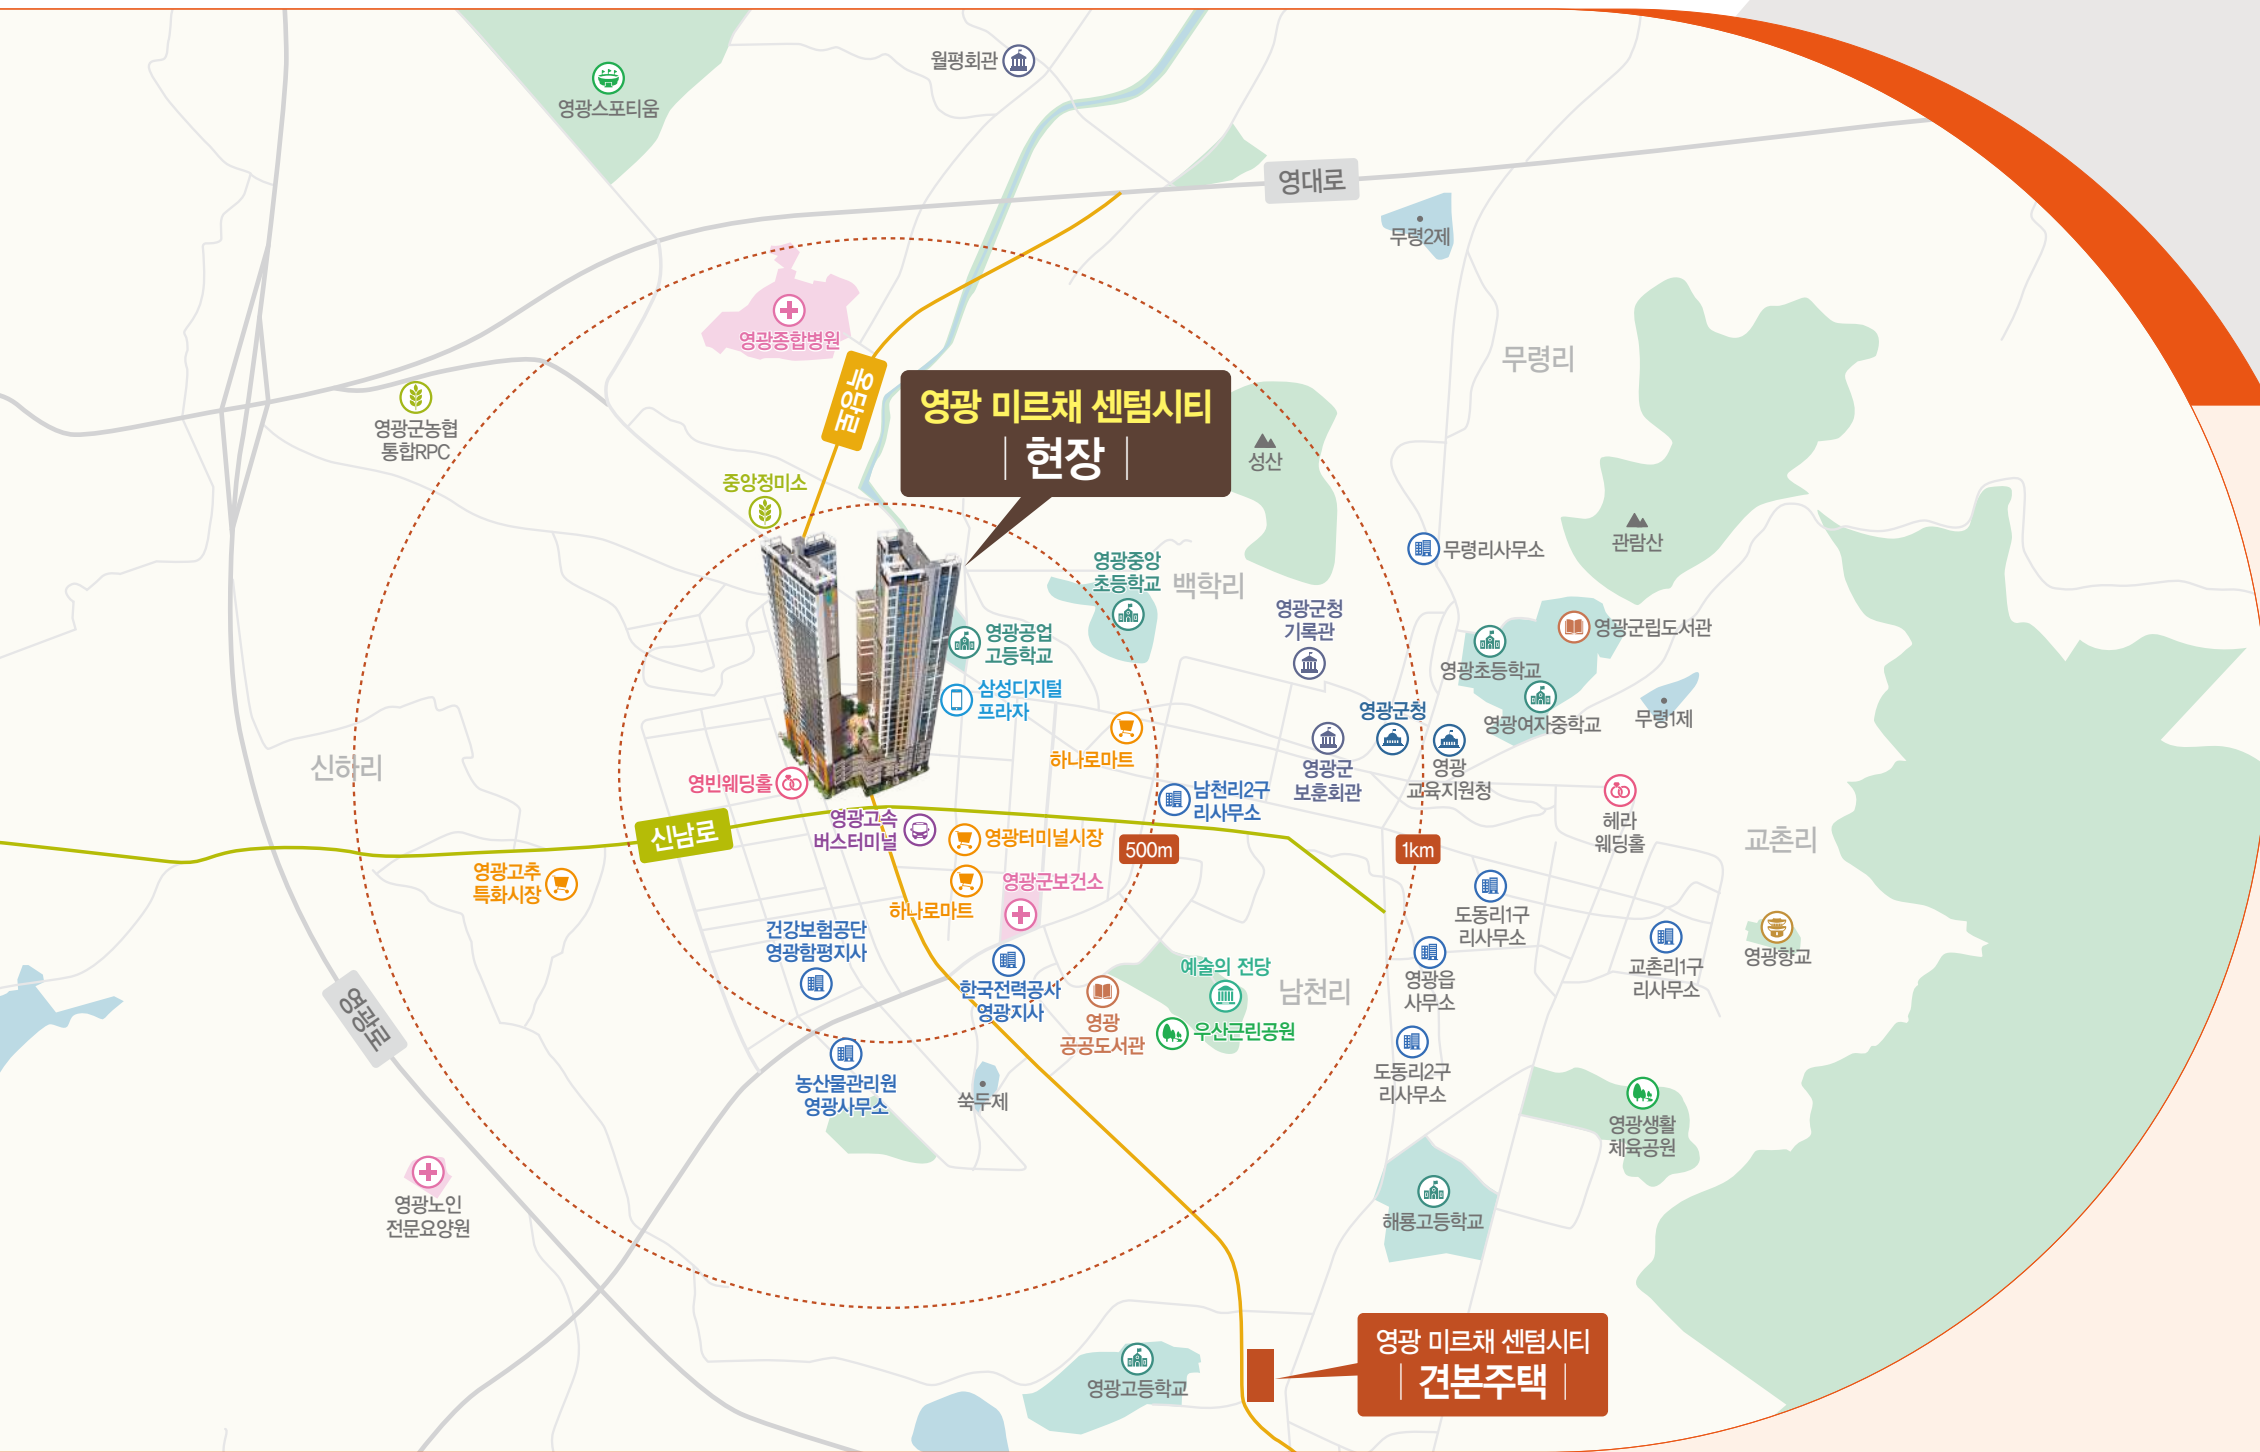 월평회관
영광스포티움
영대로
무령2제
영광종합병원
옥당로
무령리
영광 미르채 센텀시티
현장
영광군농협
통합RPC
성산
중앙정미소
관람산
무령리사무소
영광중앙
초등학교
백학리
영광군청
기록관
영광공업
고등학교
영광군립도서관
영광초등학교
삼성디지털
프라자
영광군청
무령1제
영광여자중학교
하나로마트
신하리
영빈웨딩홀
영광군
보훈회관
영광
교육지원청
남천리2구
리사무소
헤라
웨딩홀
교촌리
신남로
영광고속
버스터미널
영광터미널시장
500m
1km
영광고추
특화시장
영광군보건소
하나로마트
도동리1구
리사무소
건강보험공단
영광함평지사
영광향교
교촌리1구
리사무소
예술의 전당
영광읍
사무소
남천리
한국전력공사
영광지사
영광로
영광
공공도서관
우산근린공원
농산물관리원
영광사무소
쑥두제
도동리2구
리사무소
영광생활
체육공원
영광노인
전문요양원
해룡고등학교
영광 미르채 센텀시티
견본주택
영광고등학교